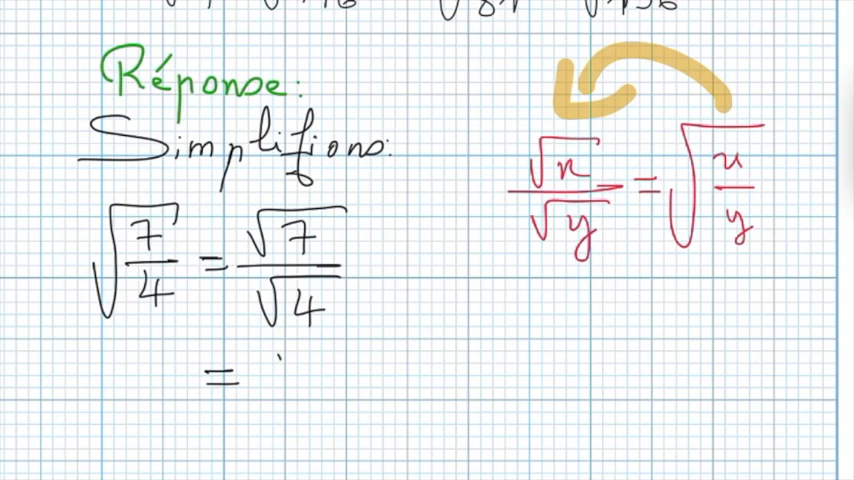 Réponse:
Simplifions:
√(7/4) = √7/√4
=
√x/√y = √(x/y)